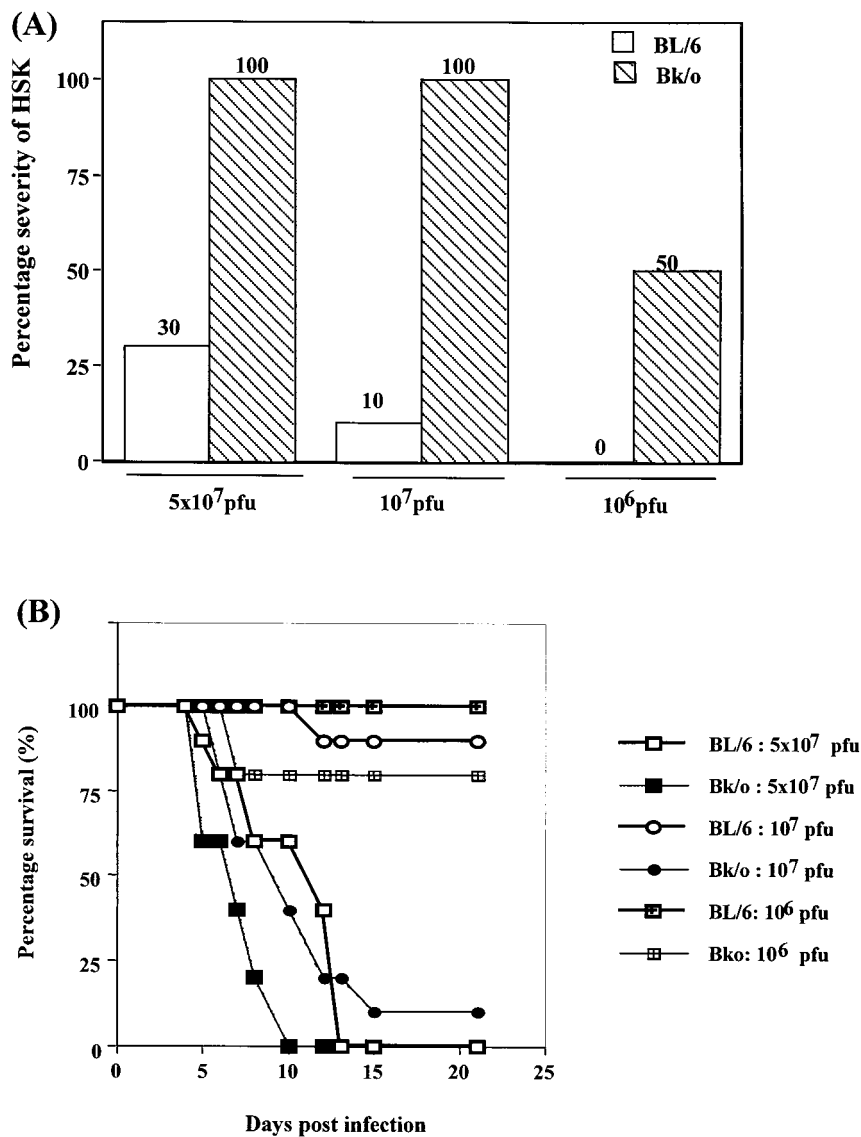 (A)
Percentage severity of HSK
100
75
50
25
0
BL/6
Bk/o
30
100
10
100
0
50
5x10⁷pfu
10⁷pfu
10⁶pfu
(B)
Percentage survival (%)
100
75
50
25
0
0
5
10
15
20
25
Days post infection
BL/6 : 5x10⁷ pfu
Bk/o : 5x10⁷ pfu
BL/6 : 10⁷ pfu
Bk/o : 10⁷ pfu
BL/6: 10⁶ pfu
Bko: 10⁶ pfu